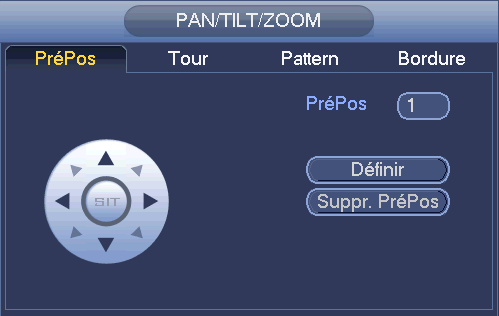 PAN/TILT/ZOOM
PréPos Tour Pattern Bordure
PréPos 1
Définir
SIT
Suppr. PréPos